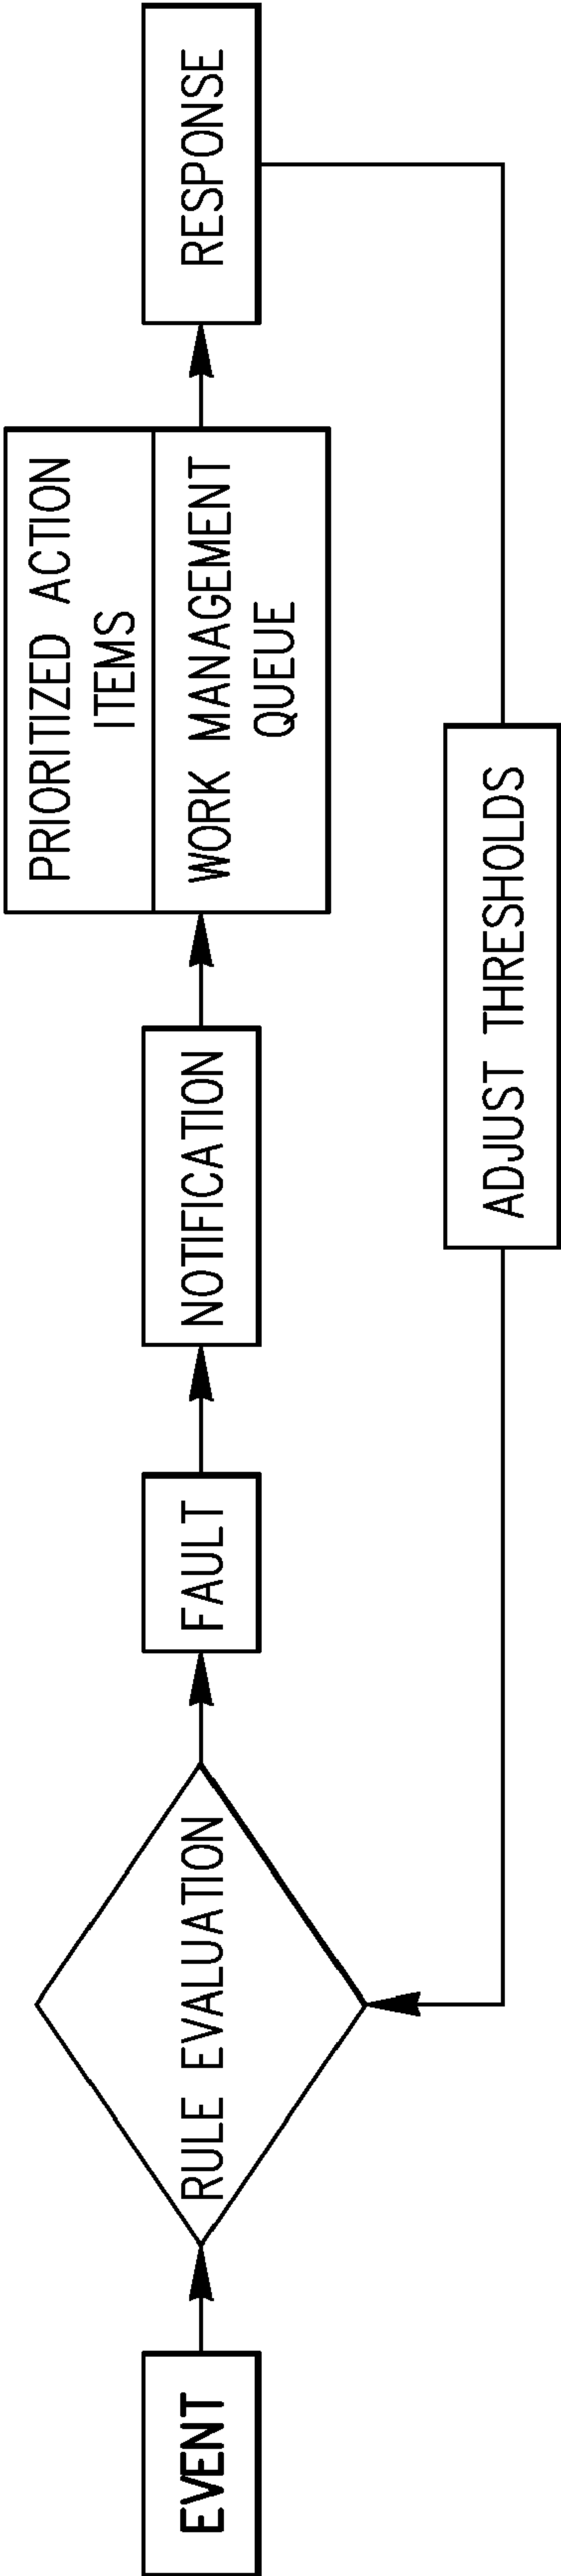 EVENT
RULE EVALUATION
FAULT
NOTIFICATION
PRIORITIZED ACTION
ITEMS
WORK MANAGEMENT
QUEUE
RESPONSE
ADJUST THRESHOLDS